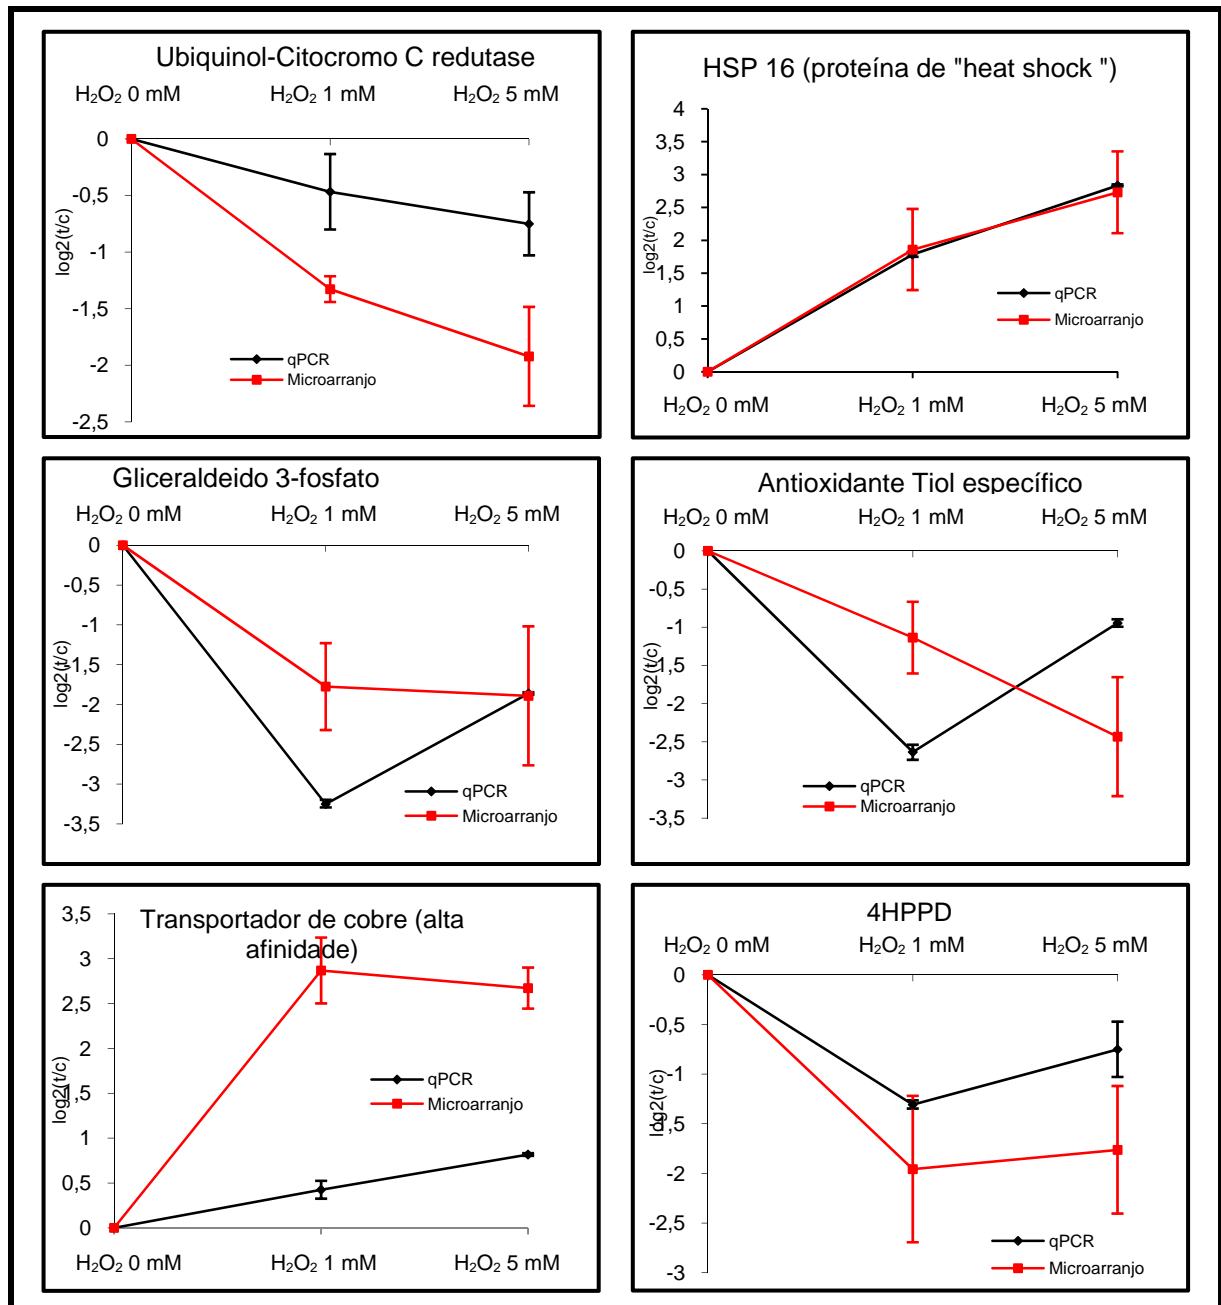 Ubiquinol-Citocromo C redutase
H₂O₂ 0 mM H₂O₂ 1 mM H₂O₂ 5 mM
0
-0,5
-1
-1,5
-2
-2,5
log2(t/c)
qPCR
Microarranjo
HSP 16 (proteína de "heat shock ")
4
3,5
3
2,5
2
1,5
1
0,5
0
log2(t/c)
qPCR
Microarranjo
H₂O₂ 0 mM H₂O₂ 1 mM H₂O₂ 5 mM
Gliceraldeido 3-fosfato
H₂O₂ 0 mM H₂O₂ 1 mM H₂O₂ 5 mM
0
-0,5
-1
-1,5
-2
-2,5
-3
-3,5
log2(t/c)
qPCR
Microarranjo
Antioxidante Tiol específico
H₂O₂ 0 mM H₂O₂ 1 mM H₂O₂ 5 mM
0
-0,5
-1
-1,5
-2
-2,5
-3
-3,5
log2(t/c)
qPCR
Microarranjo
Transportador de cobre (alta
afinidade)
3,5
3
2,5
2
1,5
1
0,5
0
log2(t/c)
qPCR
Microarranjo
H₂O₂ 0 mM H₂O₂ 1 mM H₂O₂ 5 mM
4HPPD
H₂O₂ 0 mM H₂O₂ 1 mM H₂O₂ 5 mM
0
-0,5
-1
-1,5
-2
-2,5
-3
log2(t/c)
qPCR
Microarranjo